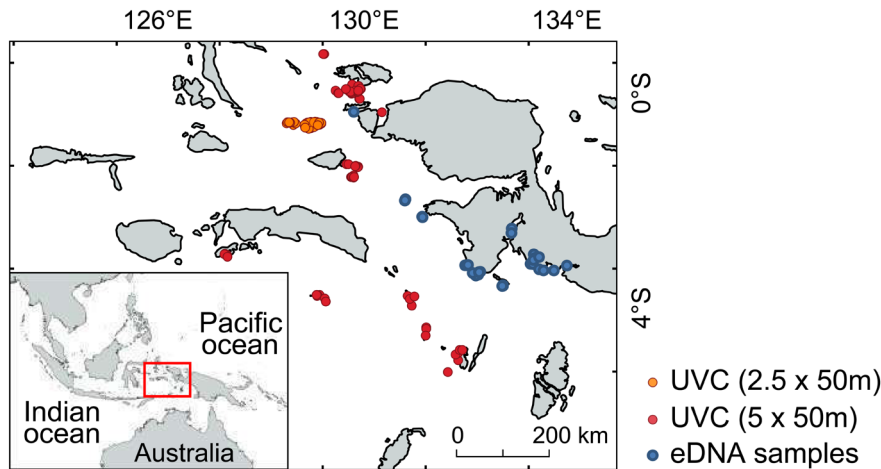 126°E 130°E 134°E
0°S
4°S
Pacific
ocean
Indian
ocean
Australia
0 200 km
UVC (2.5 x 50m)
UVC (5 x 50m)
eDNA samples